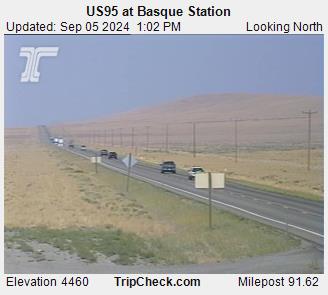 US95 at Basque Station
Updated: Sep 05 2024 1:02 PM Looking North
Elevation 4460 TripCheck.com Milepost 91.62